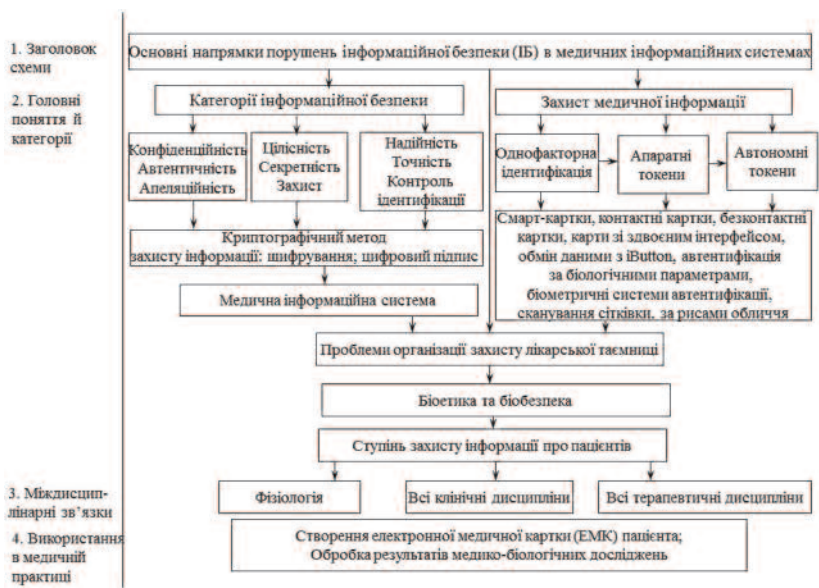 1. Заголовок
схеми
Основні напрямки порушень інформаційної безпеки (ІБ) в медичних інформаційних системах
2. Головні
поняття й
категорії
Категорії інформаційної безпеки
Захист медичної інформації
Конфіденційність
Автентичність
Апеляційність
Цілісність
Секретність
Захист
Надійність
Точність
Контроль
ідентифікації
Однофакторна
ідентифікація
Апаратні
токени
Автономні
токени
Криптографічний метод
захисту інформації: шифрування; цифровий підпис
Смарт-картки, контактні картки, безконтактні
картки, карти зі здвоєним інтерфейсом,
обмін даними з iButton, автентифікація
за біологічними параметрами,
біометричні системи автентифікації,
сканування сітківки, за рисами обличчя
Медична інформаційна система
Проблеми організації захисту лікарської таємниці
Біоетика та біобезпека
Ступінь захисту інформації про пацієнтів
3. Міждисцип-
лінарні зв’язки
Фізіологія
Всі клінічні дисципліни
Всі терапевтичні дисципліни
4. Використання
в медичній
практиці
Створення електронної медичної картки (ЕМК) пацієнта;
Обробка результатів медико-біологічних досліджень